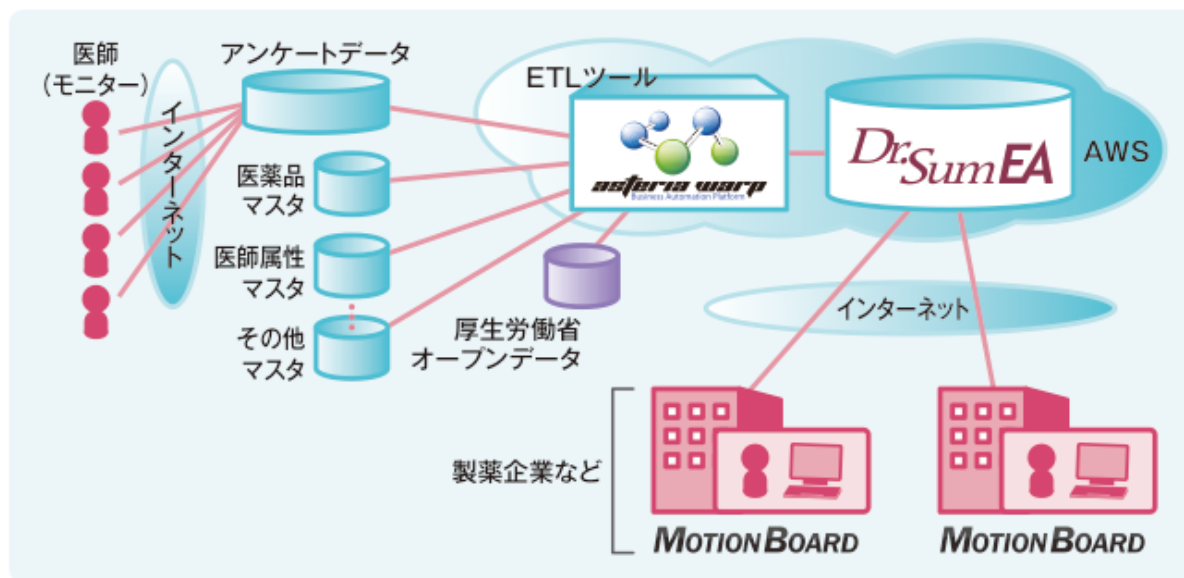 医師
(モニター)
インターネット
アンケートデータ
医薬品
マスタ
医師属性
マスタ
その他
マスタ
ETLツール
asteria warp
Business Automation Platform
厚生労働省
オープンデータ
Dr.Sum EA
AWS
インターネット
製薬企業など
MOTIONBOARD
MOTIONBOARD